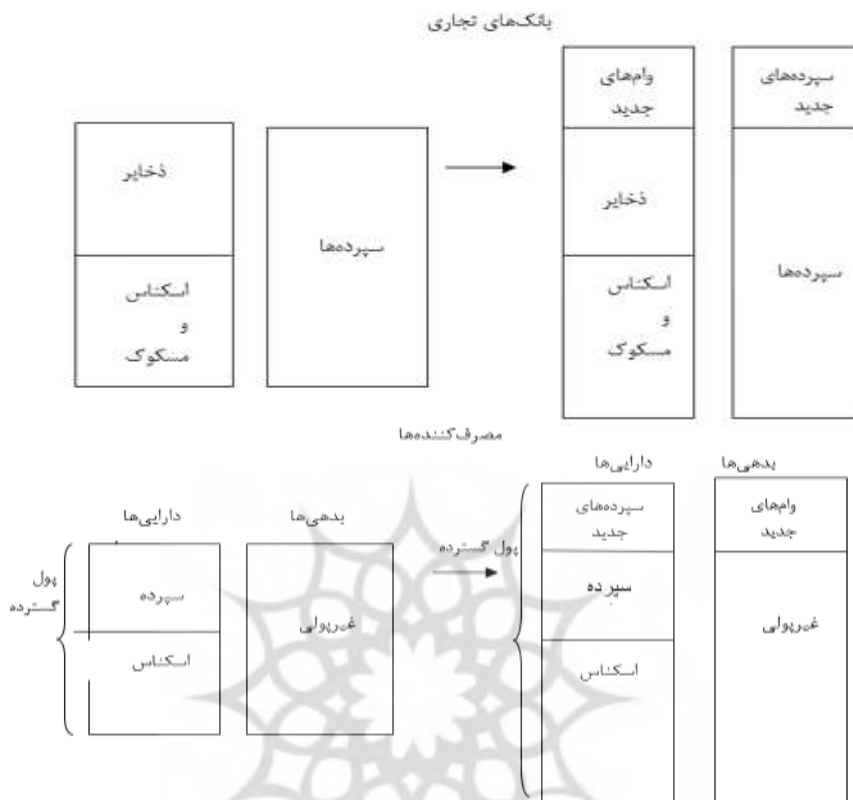 بانک‌های تجاری
ذخایر
اسکناس
و
مسکوک
سپرده‌ها
وام‌های
جدید
ذخایر
اسکناس
و
مسکوک
سپرده‌های
جدید
سپرده‌ها
مصرف‌کننده‌ها
دارایی‌ها
بدهی‌ها
پول
گسترده
سپرده
اسکناس
غیرپولی
دارایی‌ها
بدهی‌ها
پول گسترده
سپرده‌های
جدید
سپرده
اسکناس
وام‌های
جدید
غیرپولی